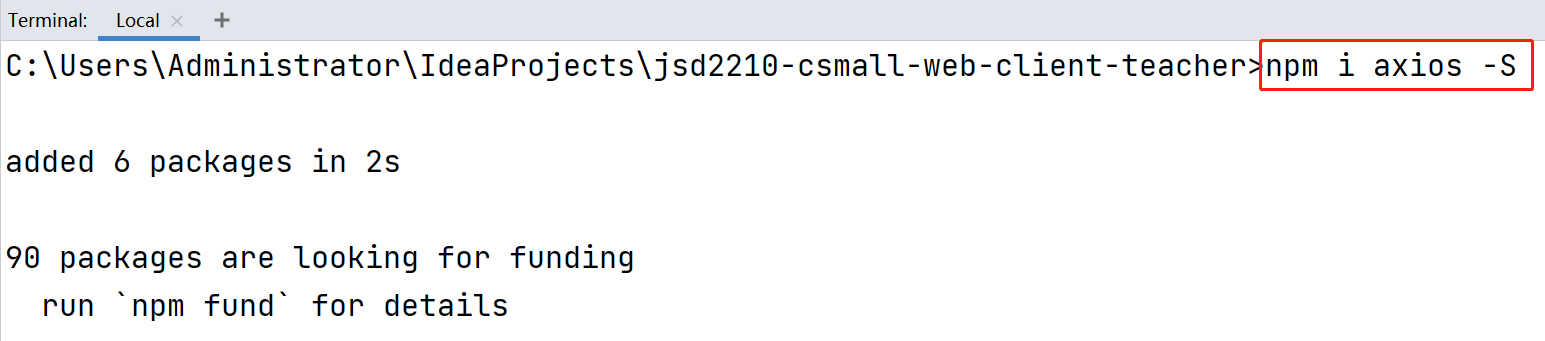 Terminal: Local × +
C:\Users\Administrator\IdeaProjects\jsd2210-csmall-web-client-teacher>npm i axios -S
added 6 packages in 2s
90 packages are looking for funding
  run `npm fund` for details